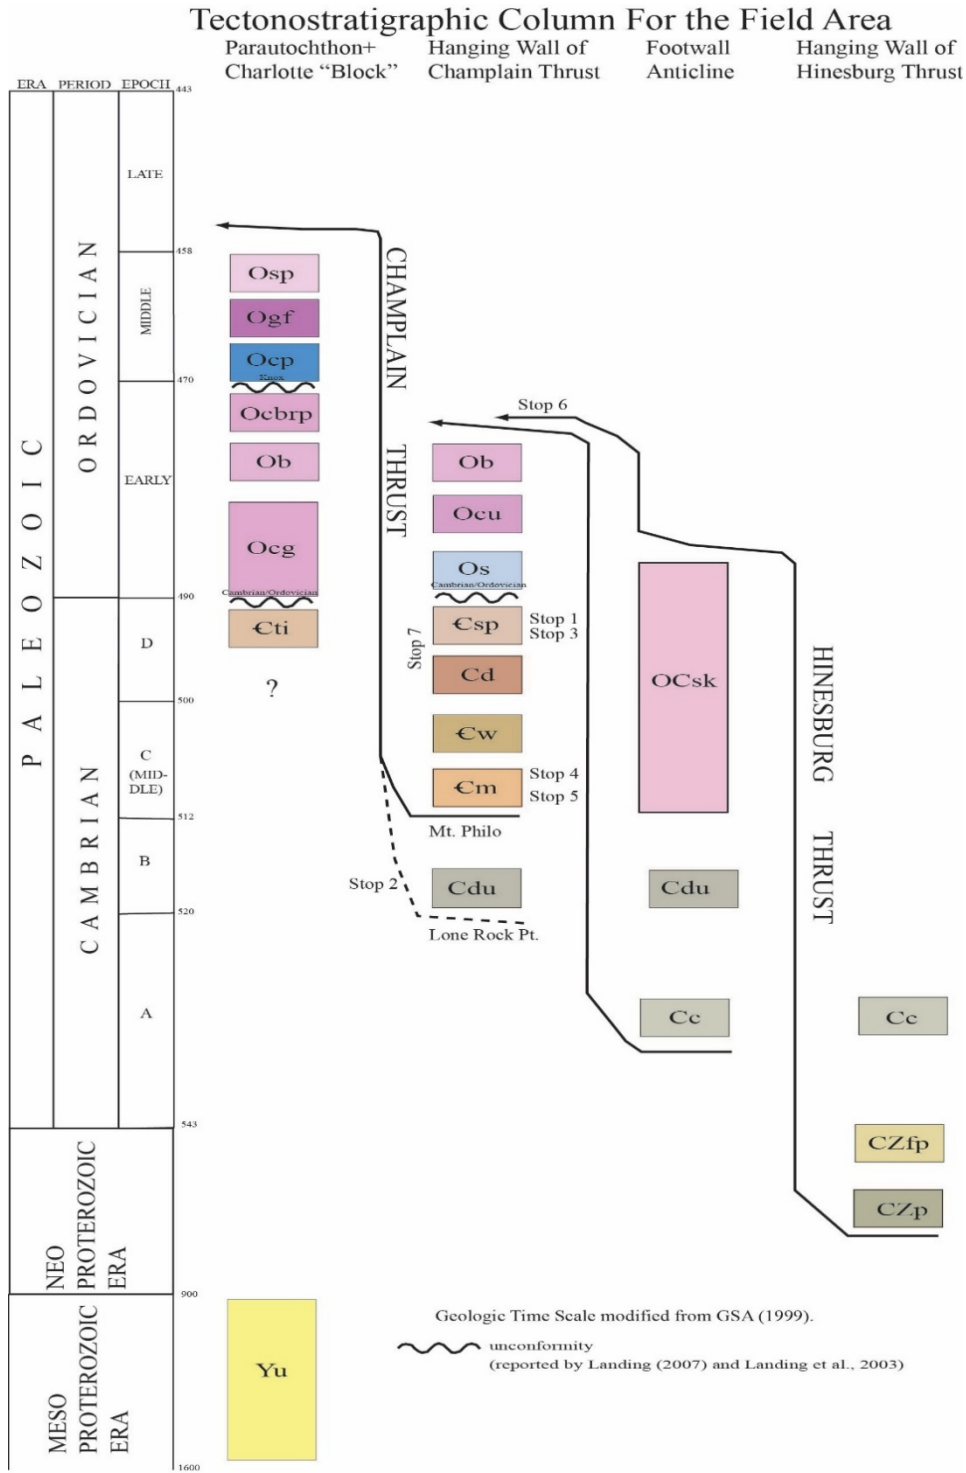 Tectonostratigraphic Column For the Field Area
Parautochthon+
Charlotte “Block”
Hanging Wall of
Champlain Thrust
Footwall
Anticline
Hanging Wall of
Hinesburg Thrust
ERA PERIOD EPOCH
443
LATE
458
MIDDLE
470
EARLY
490
D
500
C
(MID-
DLE)
512
B
520
A
543
900
1600
PALEOZOIC
ORDOVICIAN
CAMBRIAN
NEO
PROTEROZOIC
ERA
MESO
PROTEROZOIC
ERA
Osp
Ogf
Ocp
Knox
Ocbrp
Ob
Ocg
Cambrian/Ordovician
Єti
?
Yu
CHAMPLAIN
THRUST
Ob
Ocu
Os
Cambrian/Ordovician
Єsp
Stop 1
Stop 3
Stop 7
Cd
Єw
Єm
Stop 4
Stop 5
Mt. Philo
Stop 2
Cdu
Lone Rock Pt.
Stop 6
OCsk
Cdu
Cc
HINESBURG
THRUST
Cc
CZfp
CZp
Geologic Time Scale modified from GSA (1999).
unconformity
(reported by Landing (2007) and Landing et al., 2003)